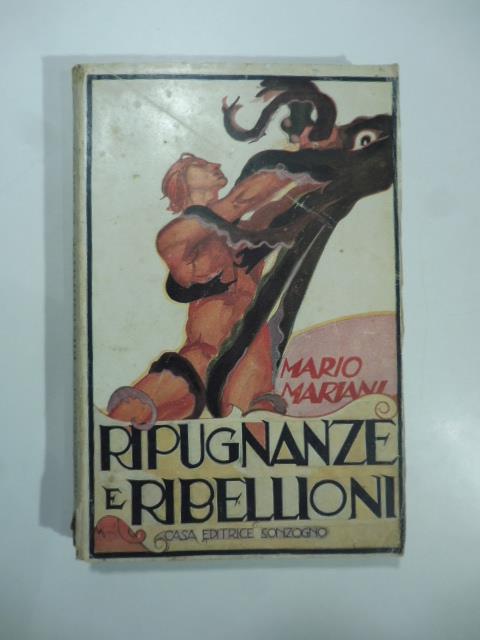 MARIO
MARIANI
RIPUGNANZE
E RIBELLIONI
CASA EDITRICE SONZOGNO